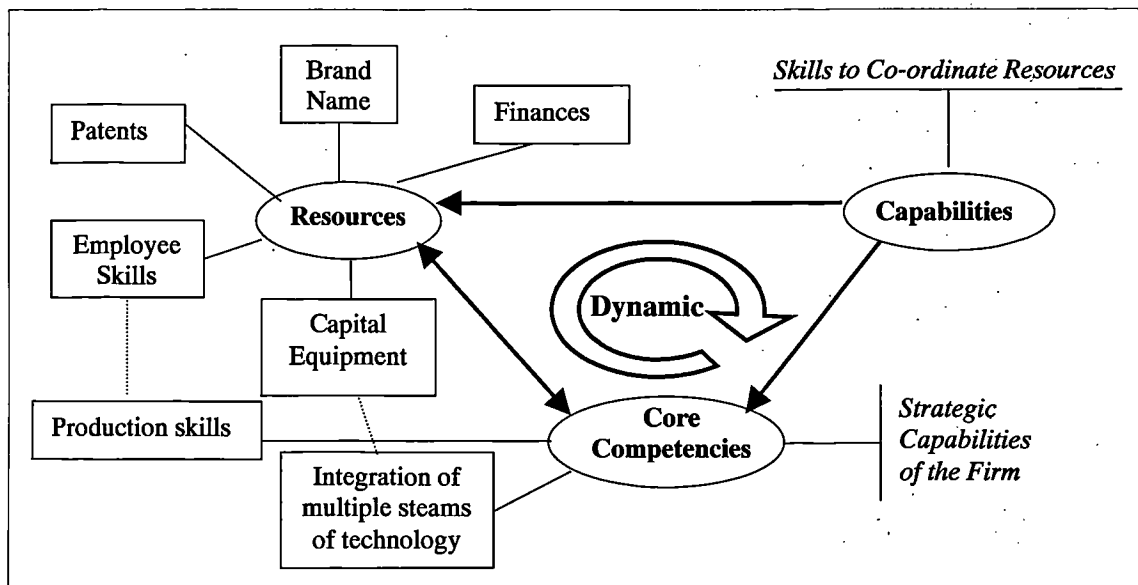 Brand
Name
Skills to Co-ordinate Resources
Finances
Patents
Resources
Capabilities
Employee
Skills
Dynamic
Capital
Equipment
Production skills
Core
Competencies
Strategic
Capabilities
of the Firm
Integration of
multiple steams
of technology